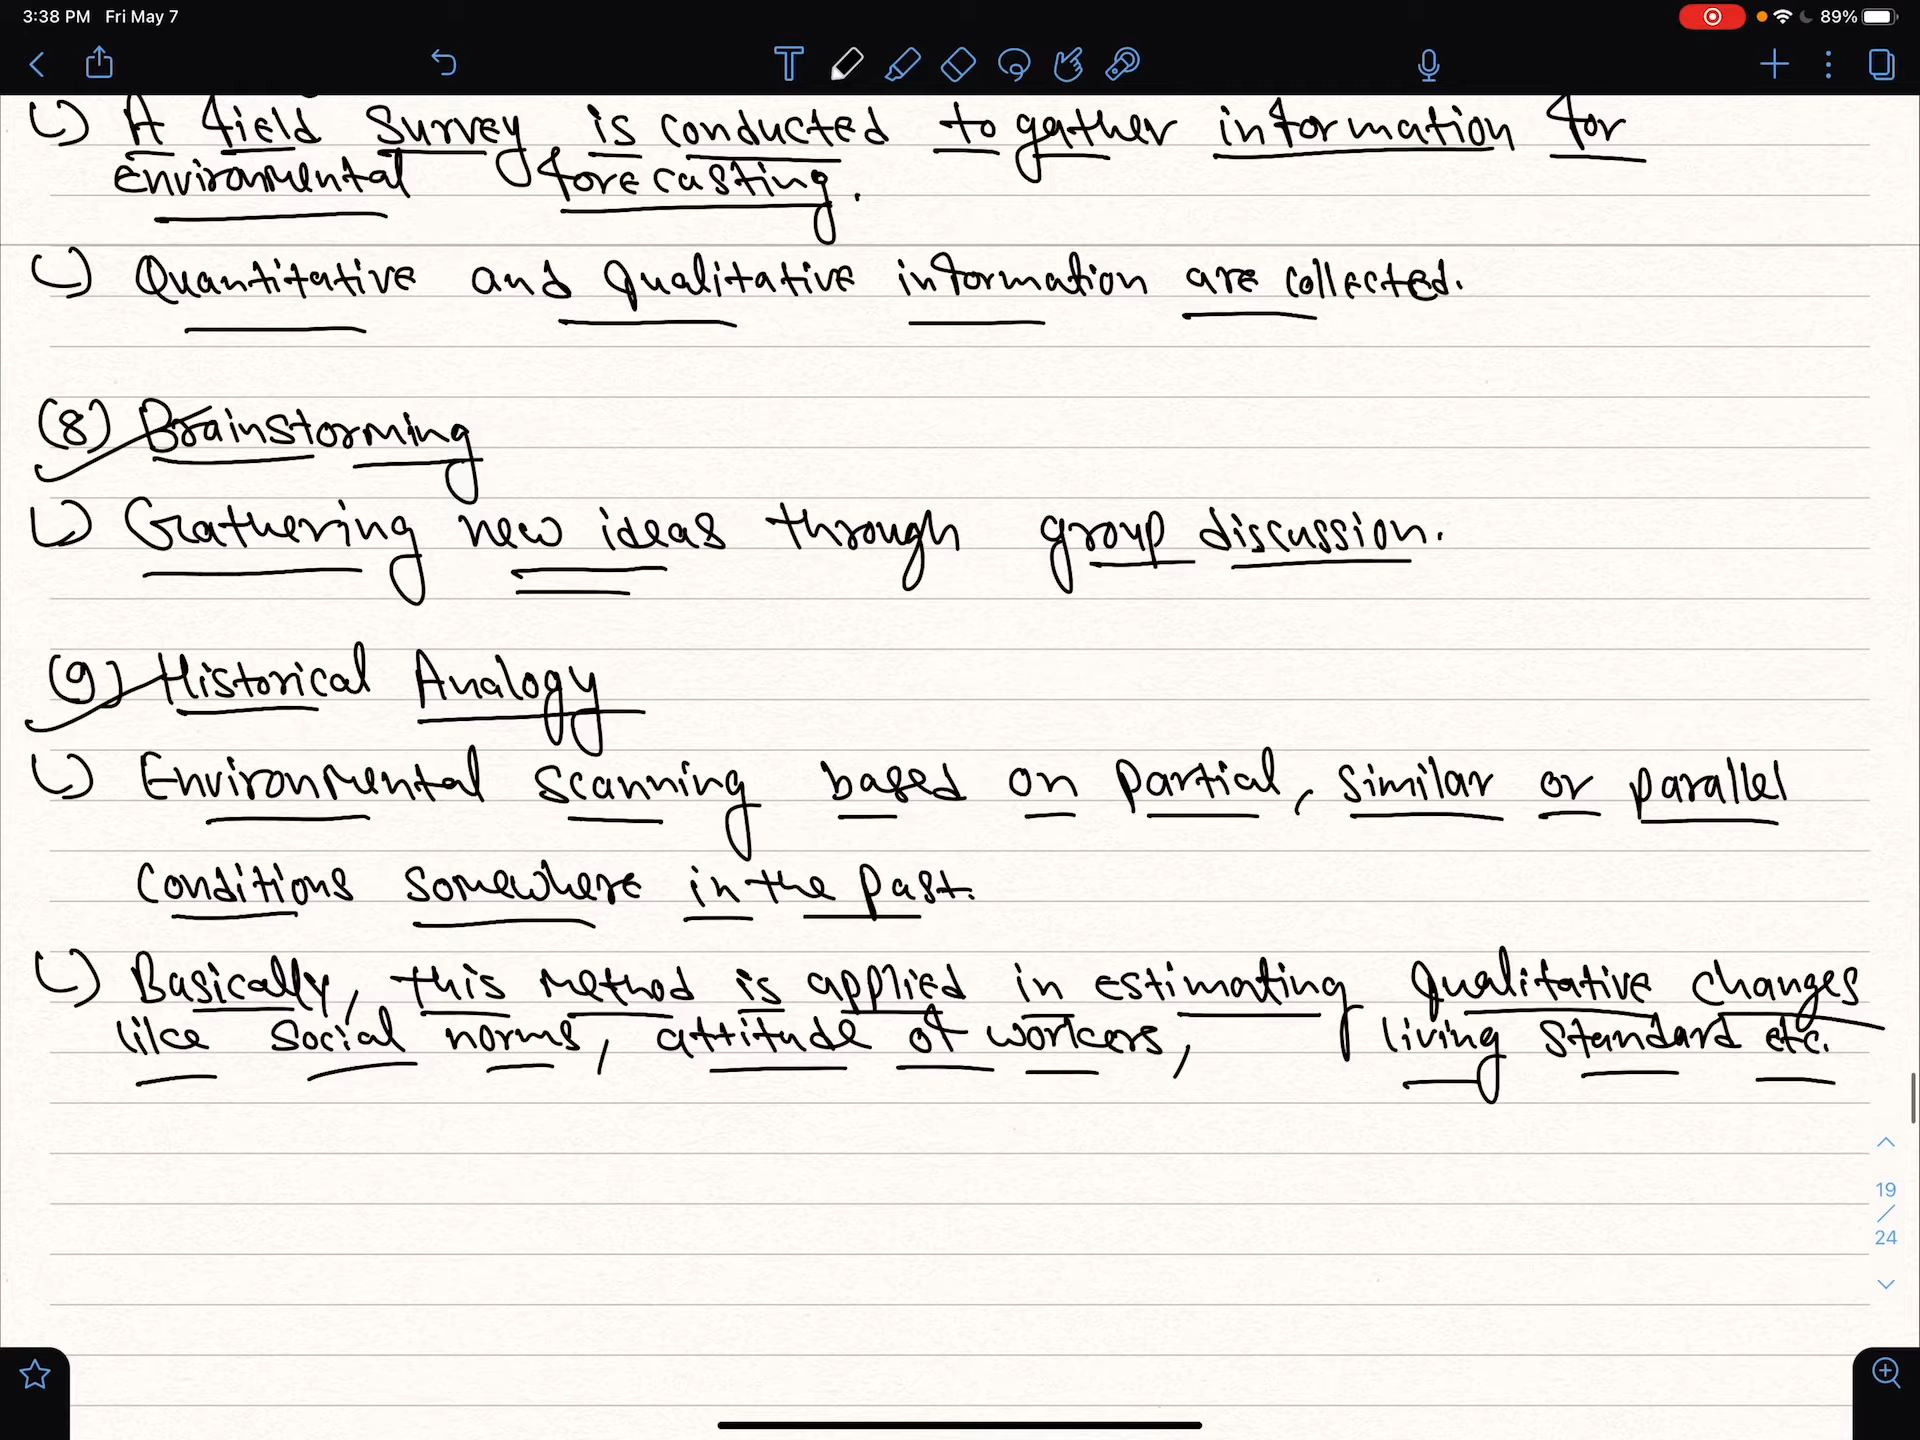 3:38 PM Fri May 7
89%
A field survey is conducted to gather information for
environmental forecasting.
Quantitative and qualitative information are collected.
(8) Brainstorming
Gathering new ideas through group discussion.
(9) Historical Analogy
Environmental scanning based on partial, similar or parallel
conditions somewhere in the past.
Basically, this method is applied in estimating qualitative changes
like social norms, attitude of workers, living standard etc.
19
/
24